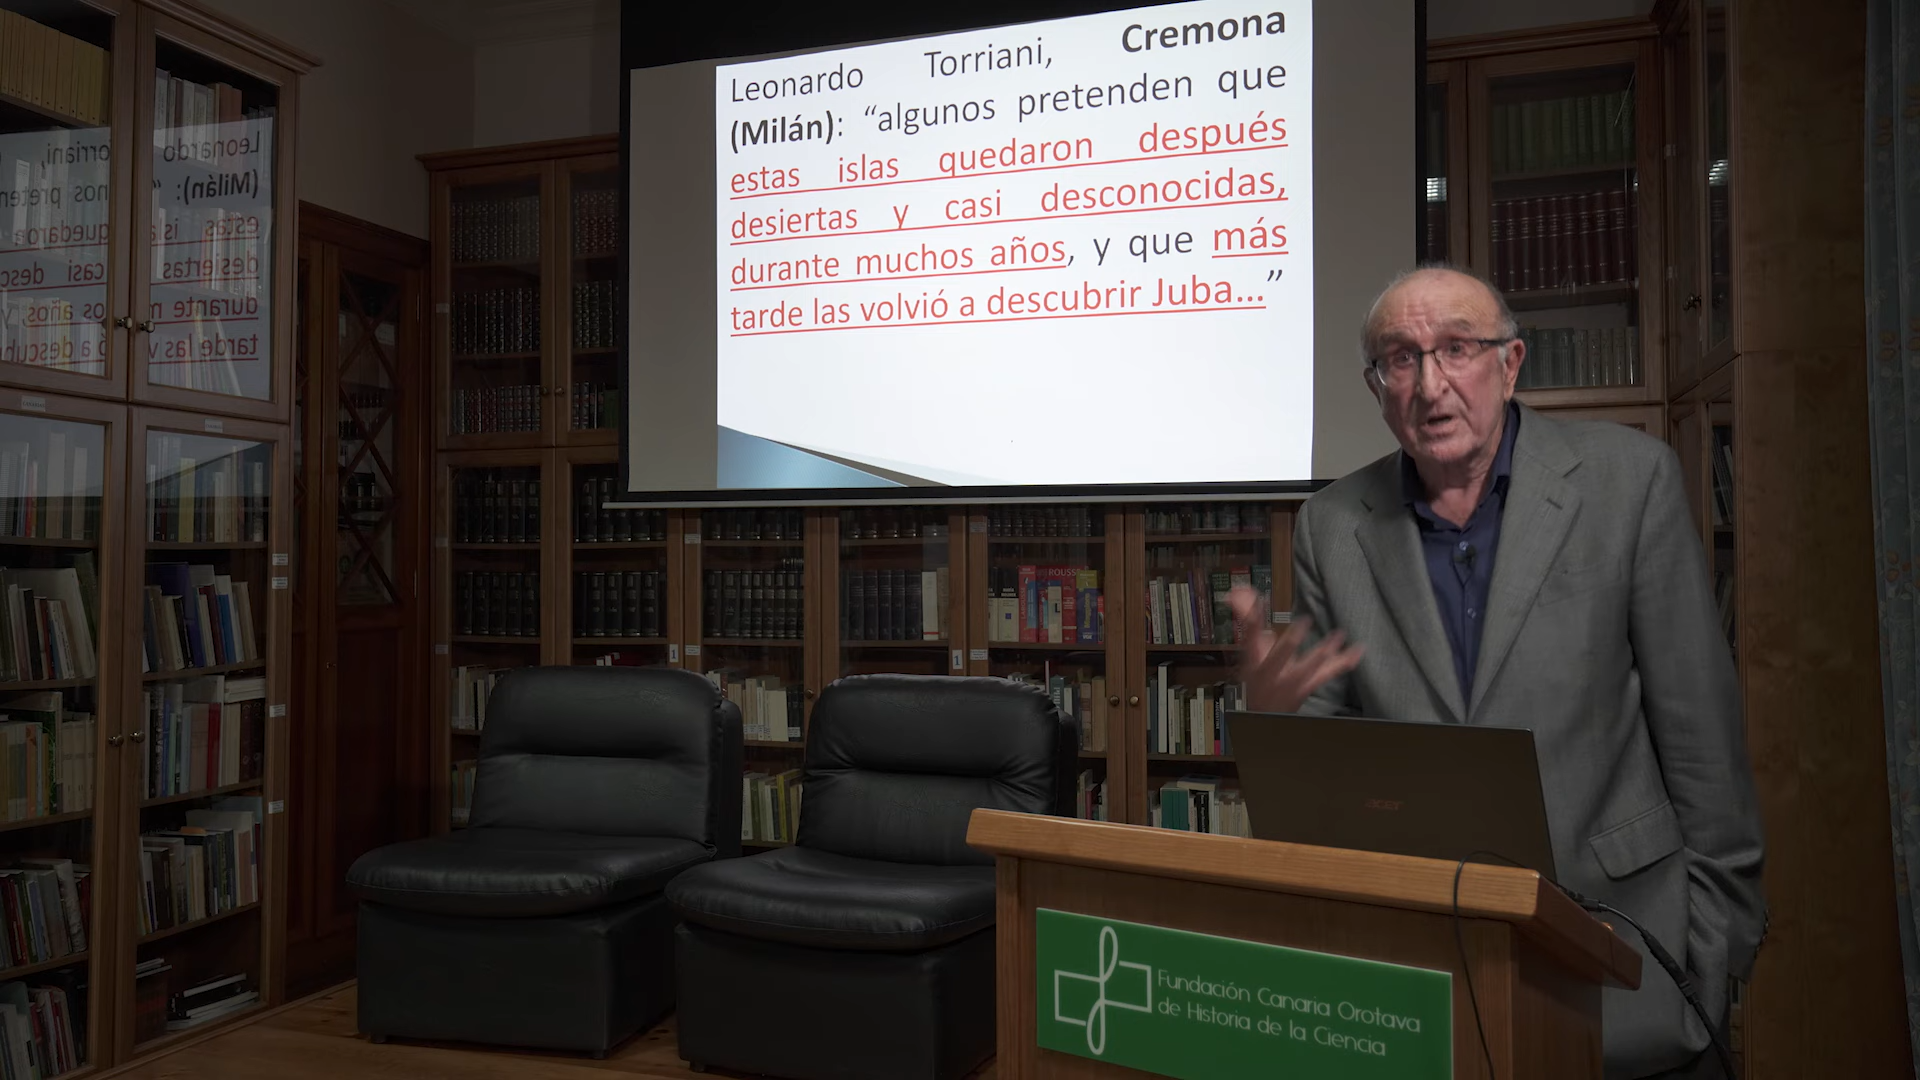 Leonardo Torriani, Cremona
(Milán): “algunos pretenden que
estas islas quedaron después
desiertas y casi desconocidas,
durante muchos años, y que más
tarde las volvió a descubrir Juba...”
acer
Fundación Canaria Orotava
de Historia de la Ciencia